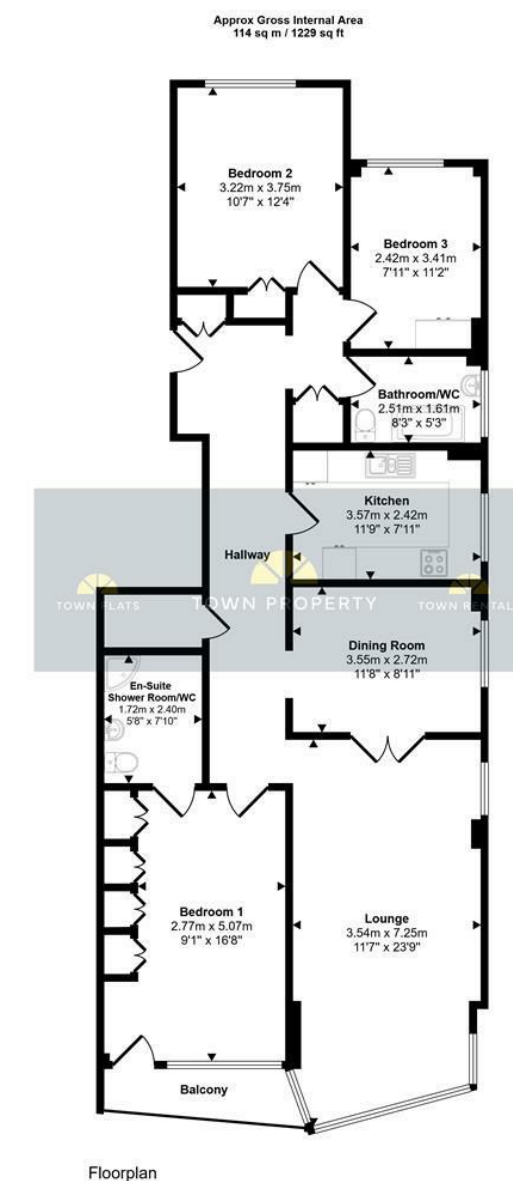 Approx Gross Internal Area
114 sq m / 1229 sq ft
Bedroom 2
3.22m x 3.75m
10'7" x 12'4"
Bedroom 3
2.42m x 3.41m
7'11" x 11'2"
Bathroom/WC
2.51m x 1.61m
8'3" x 5'3"
Kitchen
3.57m x 2.42m
11'9" x 7'11"
Hallway
TOWN FLATS
TOWN PROPERTY
TOWN RENTAL
Dining Room
3.55m x 2.72m
11'8" x 8'11"
En-Suite
Shower Room/WC
1.72m x 2.40m
5'8" x 7'10"
Bedroom 1
2.77m x 5.07m
9'1" x 16'8"
Lounge
3.54m x 7.25m
11'7" x 23'9"
Balcony
Floorplan